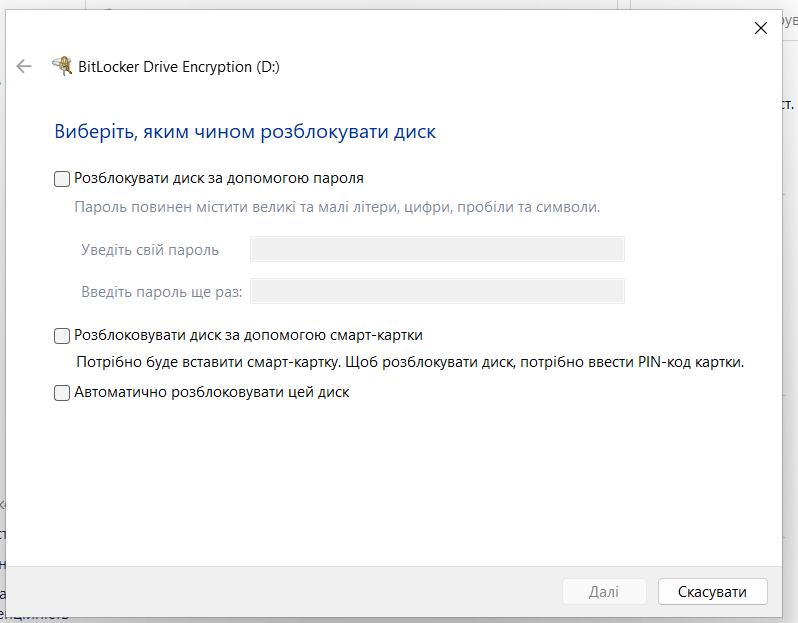 BitLocker Drive Encryption (D:)
Виберіть, яким чином розблокувати диск
Розблокувати диск за допомогою пароля
Пароль повинен містити великі та малі літери, цифри, пробіли та символи.
Уведіть свій пароль
Введіть пароль ще раз:
Розблоковувати диск за допомогою смарт-картки
Потрібно буде вставити смарт-картку. Щоб розблокувати диск, потрібно ввести PIN-код картки.
Автоматично розблоковувати цей диск
Далі
Скасувати